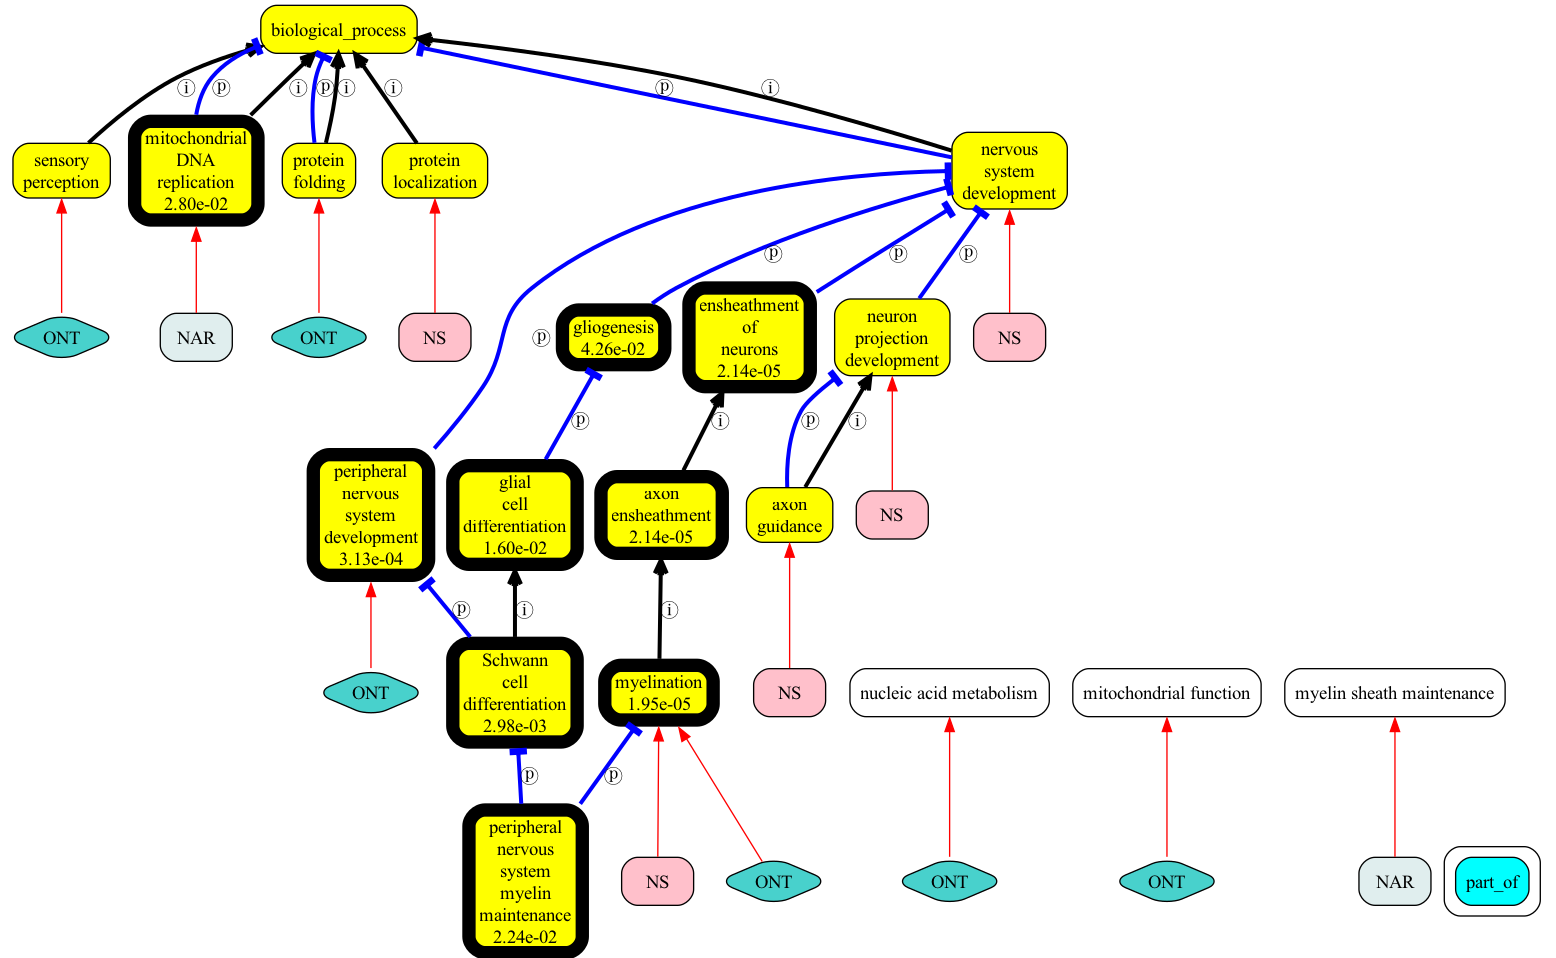 biological_process
ⓘ
ⓟ
ⓘ
ⓟ
ⓘ
ⓘ
ⓟ
ⓘ
sensory
perception
mitochondrial
DNA
replication
2.80e-02
protein
folding
protein
localization
nervous
system
development
ONT
NAR
ONT
NS
ⓟ
ⓟ
ⓟ
ⓟ
gliogenesis
4.26e-02
ensheathment
of
neurons
2.14e-05
neuron
projection
development
NS
ⓟ
ⓘ
ⓟ
ⓘ
peripheral
nervous
system
development
3.13e-04
glial
cell
differentiation
1.60e-02
axon
ensheathment
2.14e-05
axon
guidance
NS
ⓟ
ⓘ
ⓘ
ONT
Schwann
cell
differentiation
2.98e-03
myelination
1.95e-05
NS
nucleic acid metabolism
mitochondrial function
myelin sheath maintenance
ⓟ
ⓟ
peripheral
nervous
system
myelin
maintenance
2.24e-02
NS
ONT
ONT
ONT
NAR
part_of